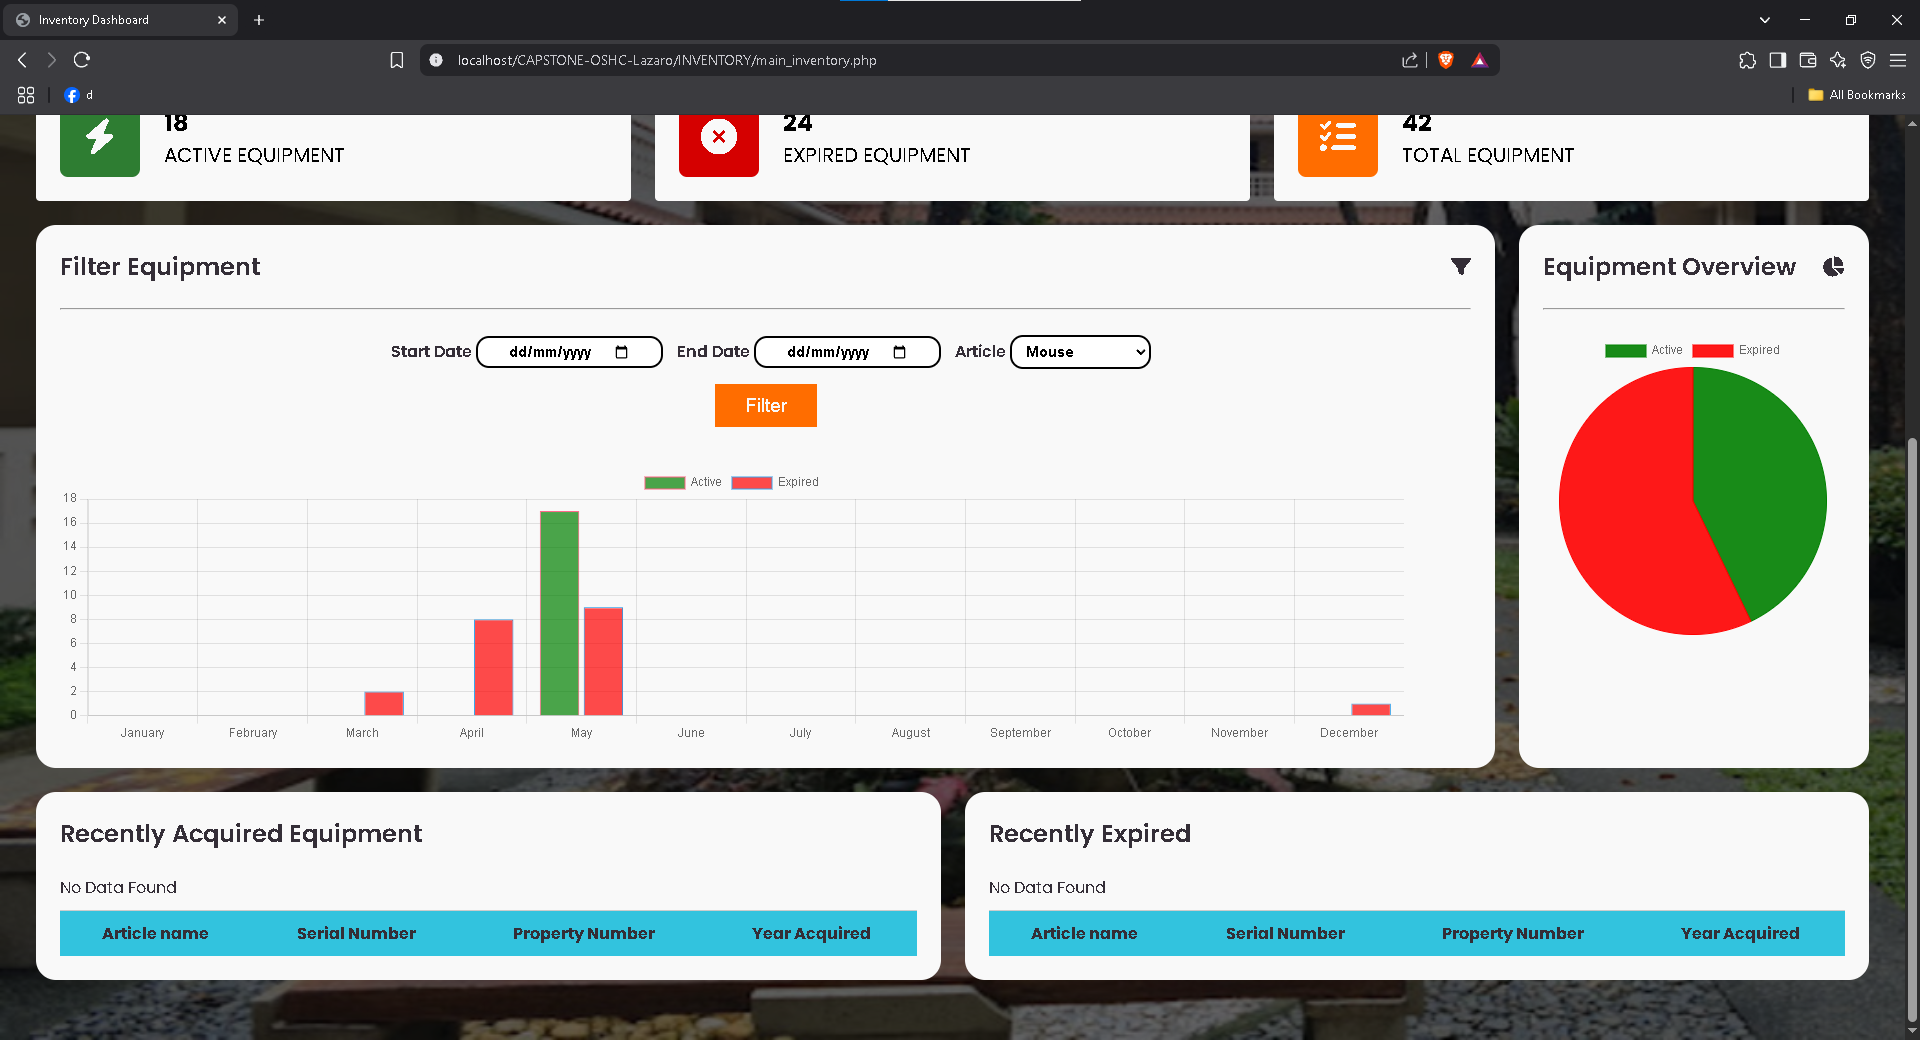 Inventory Dashboard
localhost/CAPSTONE-OSHC-Lazaro/INVENTORY/main_inventory.php
d
All Bookmarks
18
ACTIVE EQUIPMENT
24
EXPIRED EQUIPMENT
42
TOTAL EQUIPMENT
Filter Equipment
Start Date dd/mm/yyyy End Date dd/mm/yyyy Article Mouse
Filter
Active Expired
18
16
14
12
10
8
6
4
2
0
January February March April May June July August September October November December
Equipment Overview
Active Expired
Recently Acquired Equipment
No Data Found
Article name Serial Number Property Number Year Acquired
Recently Expired
No Data Found
Article name Serial Number Property Number Year Acquired